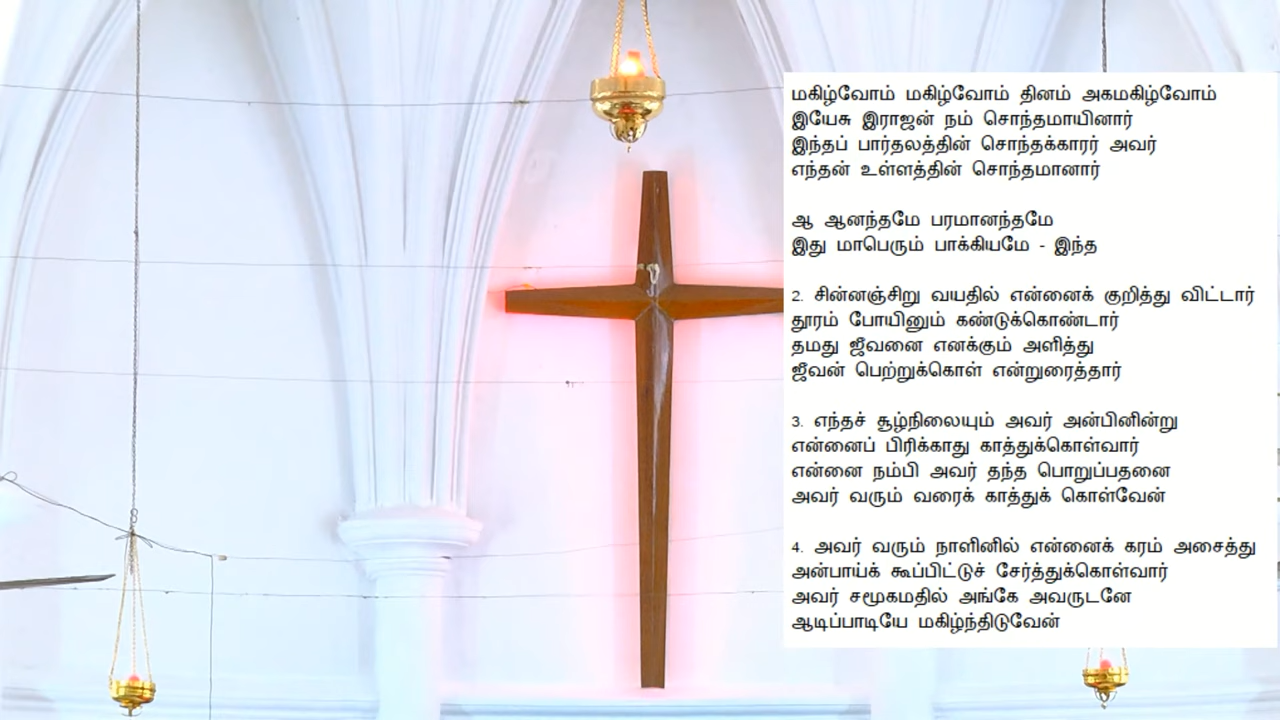 மகிழ்வோம் மகிழ்வோம் தினம் அகமகிழ்வோம்
இயேசு இராஜன் நம் சொந்தமாயினார்
இந்தப் பார்தலத்தின் சொந்தக்காரர் அவர்
எந்தன் உள்ளத்தின் சொந்தமானார்
ஆ ஆனந்தமே பரமானந்தமே
இது மாபெரும் பாக்கியமே - இந்த
2. சின்னஞ்சிறு வயதில் என்னைக் குறித்து விட்டார்
தூரம் போயினும் கண்டுக்கொண்டார்
தமது ஜீவனை எனக்கும் அளித்து
ஜீவன் பெற்றுக்கொள் என்றுரைத்தார்
3. எந்தச் சூழ்நிலையும் அவர் அன்பினின்று
என்னைப் பிரிக்காது காத்துக்கொள்வார்
என்னை நம்பி அவர் தந்த பொறுப்பதனை
அவர் வரும் வரைக் காத்துக் கொள்வேன்
4. அவர் வரும் நாளினில் என்னைக் கரம் அசைத்து
அன்பாய்க் கூப்பிட்டுச் சேர்த்துக்கொள்வார்
அவர் சமூகமதில் அங்கே அவருடனே
ஆடிப்பாடியே மகிழ்ந்திடுவேன்